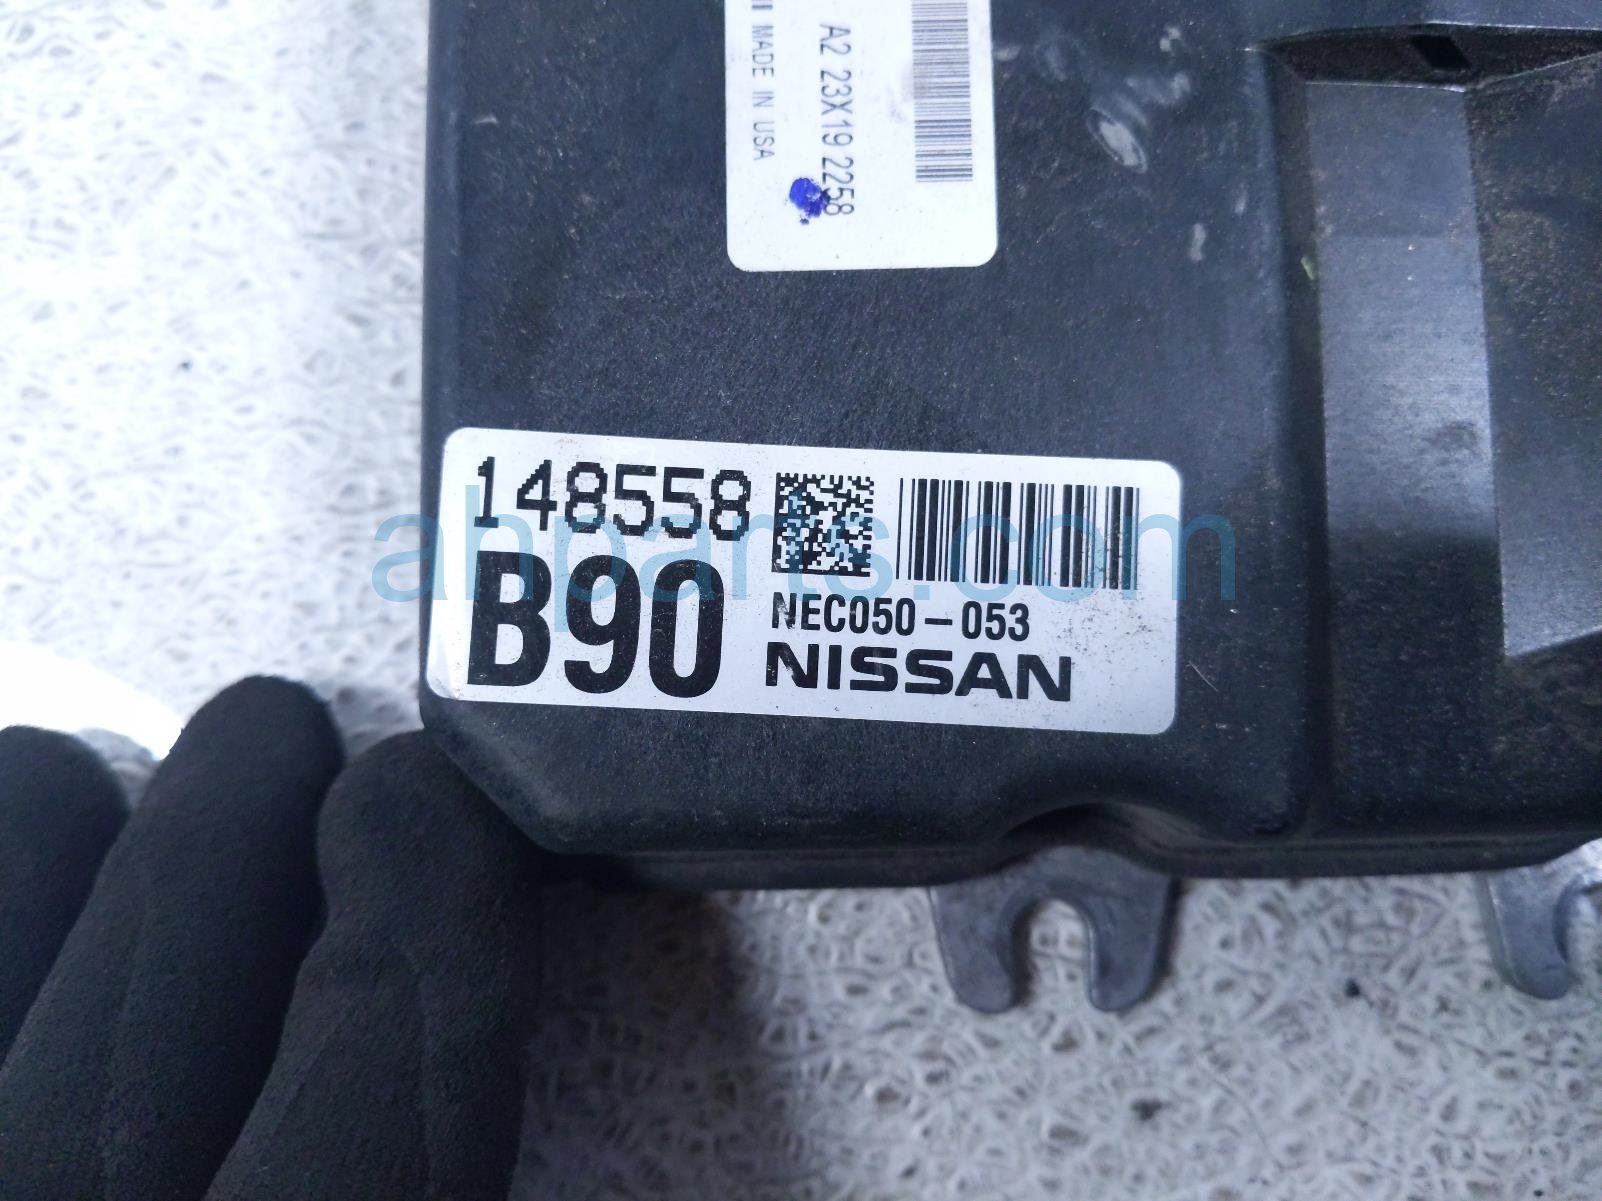 A2 23X19 2258
MADE IN USA
148558
B90
NEC050-053
NISSAN
ahparts.com